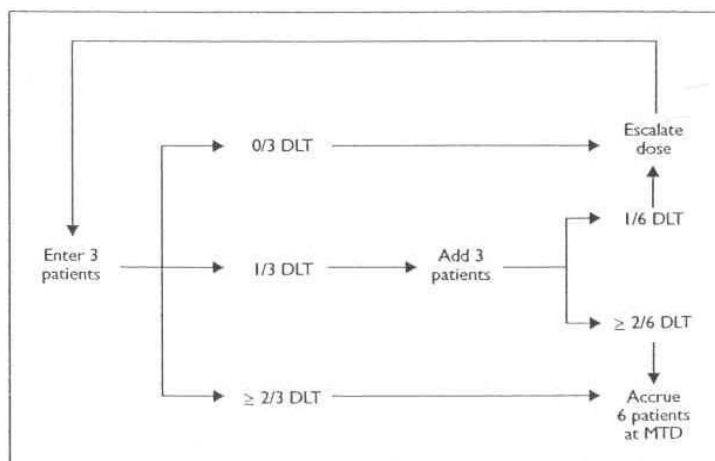 0/3 DLT
Escalate
dose
1/6 DLT
Enter 3
patients
1/3 DLT
Add 3
patients
≥ 2/6 DLT
≥ 2/3 DLT
Accrue
6 patients
at MTD